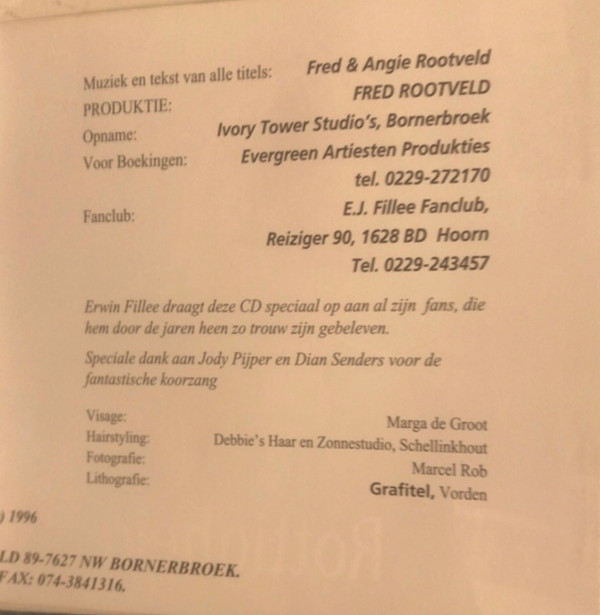 Muziek en tekst van alle titels: Fred & Angie Rootveld
PRODUKTIE: FRED ROOTVELD
Opname: Ivory Tower Studio's, Bornerbroek
Voor Boekingen: Evergreen Artiesten Produkties
tel. 0229-272170
Fanclub: E.J. Fillee Fanclub,
Reiziger 90, 1628 BD Hoorn
Tel. 0229-243457
Erwin Fillee draagt deze CD speciaal op aan al zijn fans, die
hem door de jaren heen zo trouw zijn gebeleven.
Speciale dank aan Jody Pijper en Dian Senders voor de
fantastische koorzang
Visage: Marga de Groot
Hairstyling: Debbie's Haar en Zonnestudio, Schellinkhout
Fotografie: Marcel Rob
Lithografie: Grafitel, Vorden
) 1996
LD 89-7627 NW BORNERBROEK.
FAX: 074-3841316.